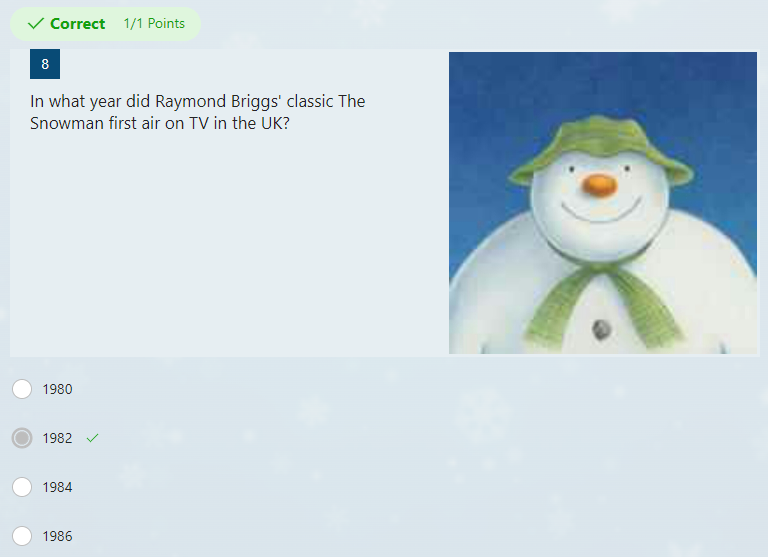 Correct 1/1 Points
8
In what year did Raymond Briggs' classic The
Snowman first air on TV in the UK?
1980
1982
1984
1986